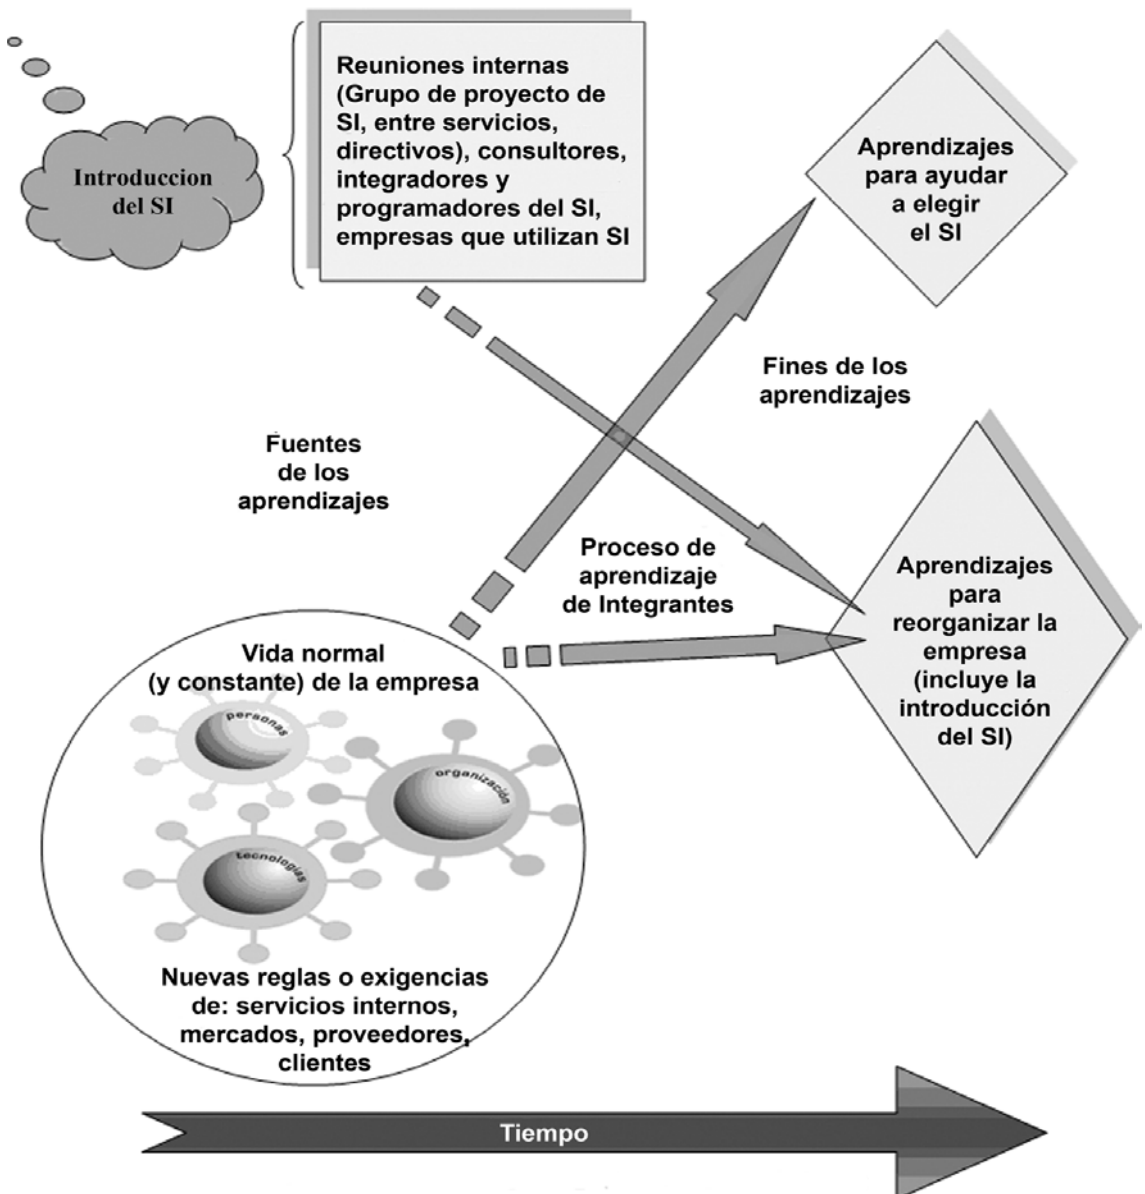 Introduccion
del SI
Reuniones internas
(Grupo de proyecto de
SI, entre servicios,
directivos), consultores,
integradores y
programadores del SI,
empresas que utilizan SI
Aprendizajes
para ayudar
a elegir
el SI
Fines de los
aprendizajes
Fuentes
de los
aprendizajes
Proceso de
aprendizaje
de Integrantes
Aprendizajes
para
reorganizar la
empresa
(incluye la
introducción
del SI)
Vida normal
(y constante) de la empresa
personas
organización
tecnologías
Nuevas reglas o exigencias
de: servicios internos,
mercados, proveedores,
clientes
Tiempo